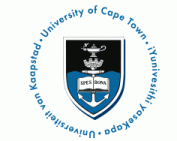 University of Cape Town · iYunivesithi yaseKapa · Universiteit van Kaapstad ·
SPES BONA